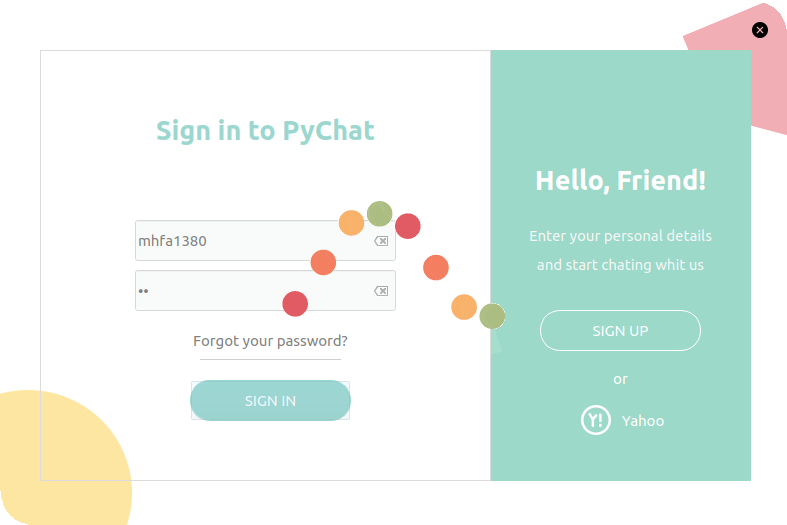 Sign in to PyChat
mhfa1380
••
Forgot your password?
SIGN IN
Hello, Friend!
Enter your personal details
and start chating whit us
SIGN UP
or
Y! Yahoo